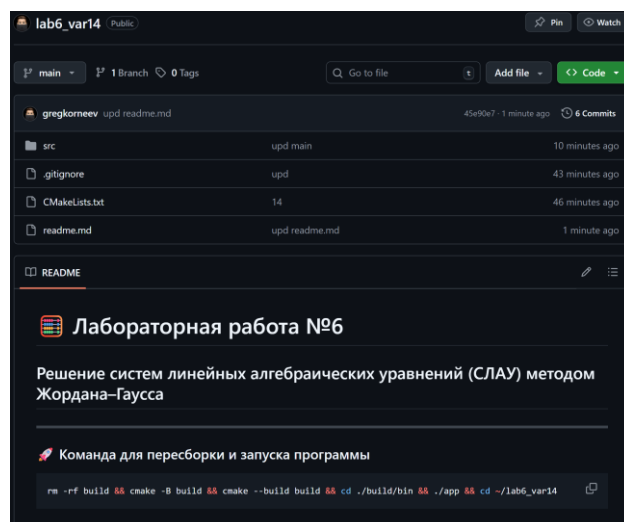 lab6_var14 Public
Pin
Watch
main
1 Branch
0 Tags
Go to file
t
Add file
<> Code
gregkorneev upd readme.md
45e90e7 · 1 minute ago
6 Commits
src
upd main
10 minutes ago
.gitignore
upd
43 minutes ago
CMakeLists.txt
14
46 minutes ago
readme.md
upd readme.md
1 minute ago
README
🧮 Лабораторная работа №6
Решение систем линейных алгебраических уравнений (СЛАУ) методом
Жордана–Гаусса
🚀 Команда для пересборки и запуска программы
rm -rf build && cmake -B build && cmake --build build && cd ./build/bin && ./app && cd ~/lab6_var14